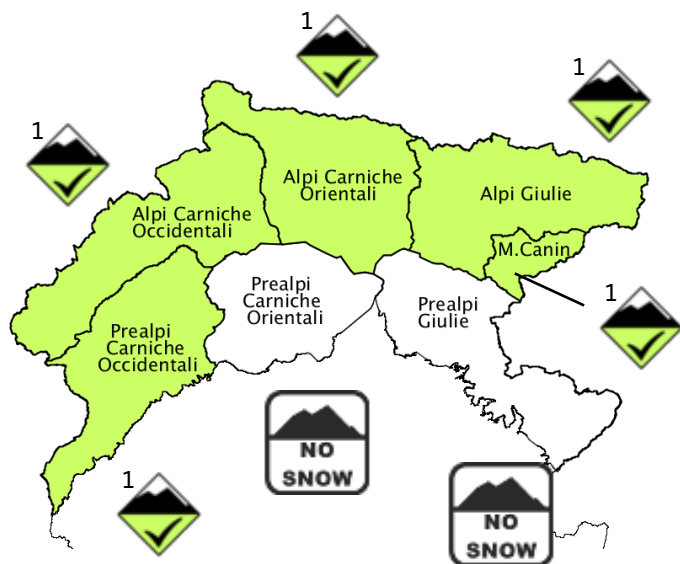 1
1
1
Alpi Carniche
Orientali
Alpi Giulie
Alpi Carniche
Occidentali
M.Canin
Prealpi
Carniche
Orientali
Prealpi
Giulie
1
Prealpi
Carniche
Occidentali
NO
SNOW
1
NO
SNOW